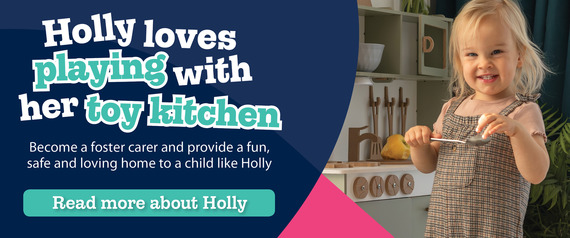 Holly loves
playing with
her toy kitchen
Become a foster carer and provide a fun,
safe and loving home to a child like Holly
Read more about Holly